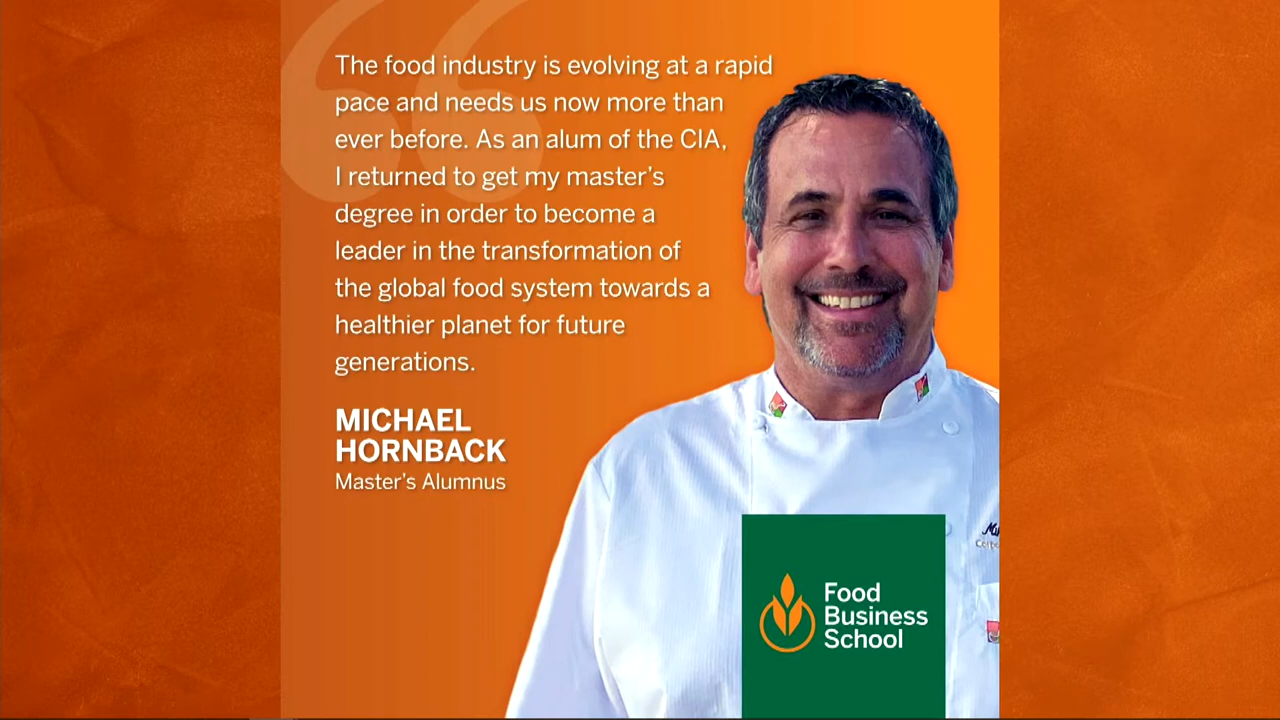 The food industry is evolving at a rapid
pace and needs us now more than
ever before. As an alum of the CIA,
I returned to get my master's
degree in order to become a
leader in the transformation of
the global food system towards a
healthier planet for future
generations.
MICHAEL
HORNBACK
Master's Alumnus
Food
Business
School